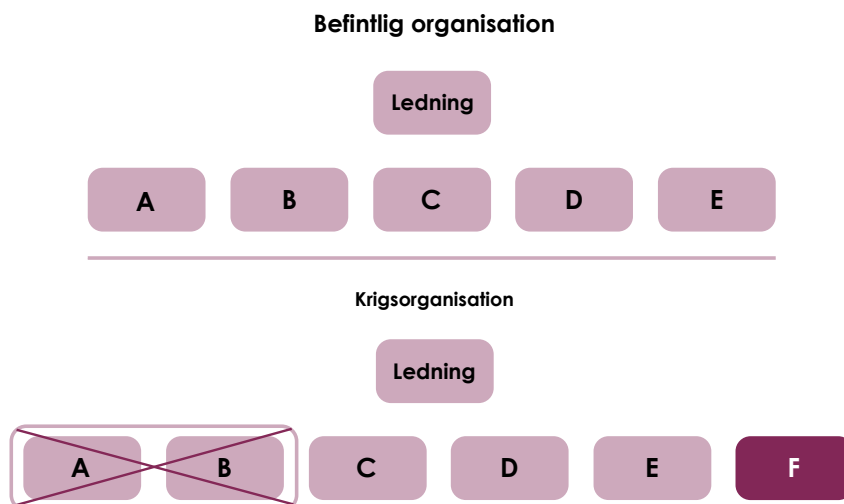 Befintlig organisation
Ledning
A B C D E
Krigsorganisation
Ledning
A B C D E F